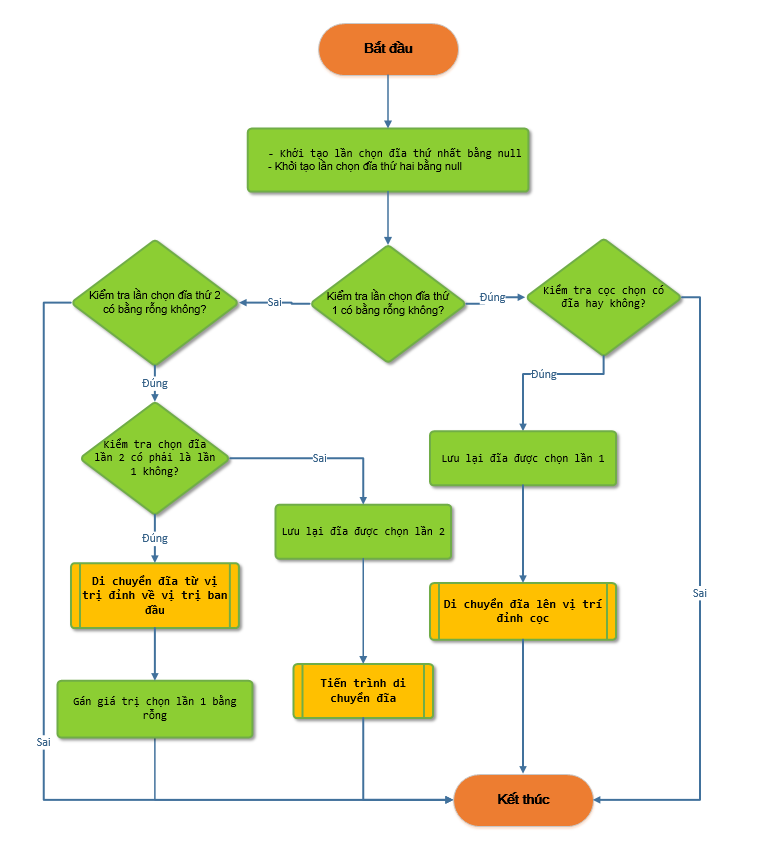 Bắt đầu
- Khởi tạo lần chọn đĩa thứ nhất bằng null
- Khởi tạo lần chọn đĩa thứ hai bằng null
Kiểm tra lần chọn đĩa thứ 2
có bằng rỗng không?
Sai
Kiểm tra lần chọn đĩa thứ
1 có bằng rỗng không?
Đúng
Kiểm tra cọc chọn có
đĩa hay không?
Đúng
Đúng
Kiểm tra chọn đĩa
lần 2 có phải là lần
1 không?
Sai
Lưu lại đĩa được chọn lần 1
Đúng
Lưu lại đĩa được chọn lần 2
Di chuyển đĩa từ vị
trị đỉnh về vị trị ban
đầu
Di chuyển đĩa lên vị trí
đỉnh cọc
Sai
Gán giá trị chọn lần 1 bằng
rỗng
Tiến trình di
chuyển đĩa
Sai
Kết thúc